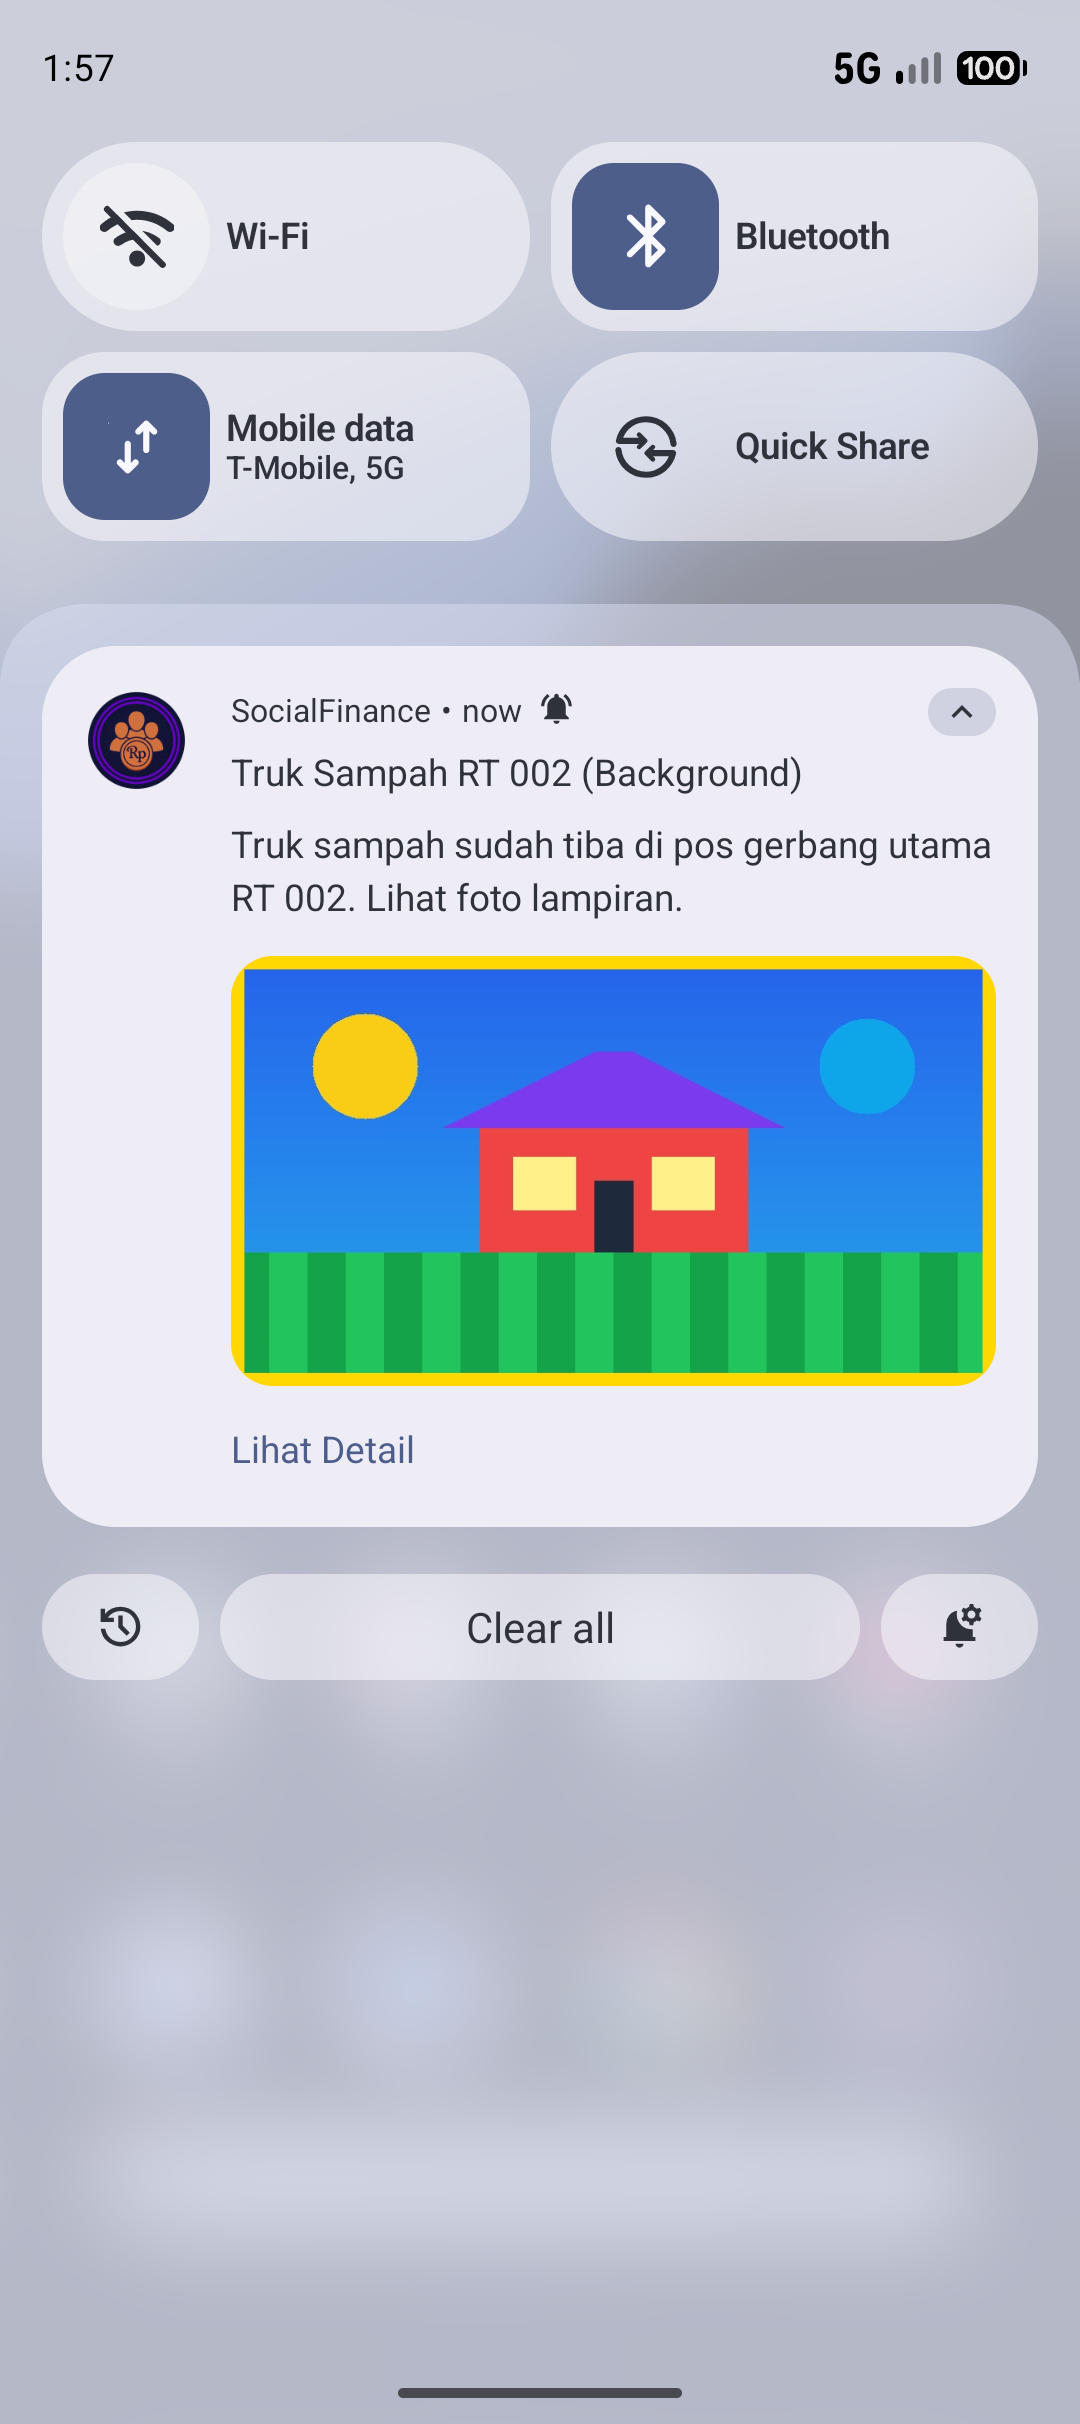 1:57
5G 100
Wi-Fi
Bluetooth
Mobile data
T-Mobile, 5G
Quick Share
SocialFinance • now
Rp
Truk Sampah RT 002 (Background)
Truk sampah sudah tiba di pos gerbang utama
RT 002. Lihat foto lampiran.
Lihat Detail
Clear all